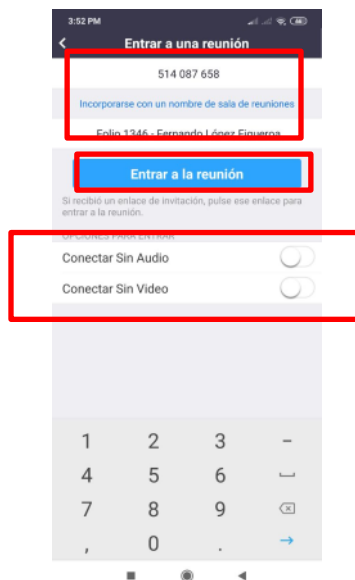 3:52 PM
Entrar a una reunión
514 087 658
Incorporarse con un nombre de sala de reuniones
Folio 1346 - Fernando López Figueroa
Entrar a la reunión
Si recibió un enlace de invitación, pulse ese enlace para
entrar a la reunión.
OPCIONES PARA ENTRAR
Conectar Sin Audio
Conectar Sin Video
1 2 3 -
4 5 6
7 8 9
, 0 .